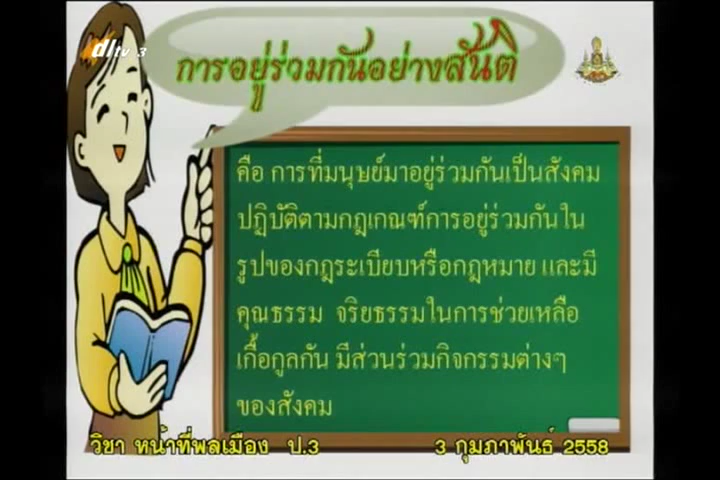 dltv 3
การอยู่ร่วมกันอย่างสันติ
คือ การที่มนุษย์มาอยู่ร่วมกันเป็นสังคม
ปฏิบัติตามกฎเกณฑ์การอยู่ร่วมกันใน
รูปของกฎระเบียบหรือกฎหมาย และมี
คุณธรรม จริยธรรมในการช่วยเหลือ
เกื้อกูลกัน มีส่วนร่วมกิจกรรมต่างๆ
ของสังคม
วิชา หน้าที่พลเมือง ป.3 3 กุมภาพันธ์ 2558